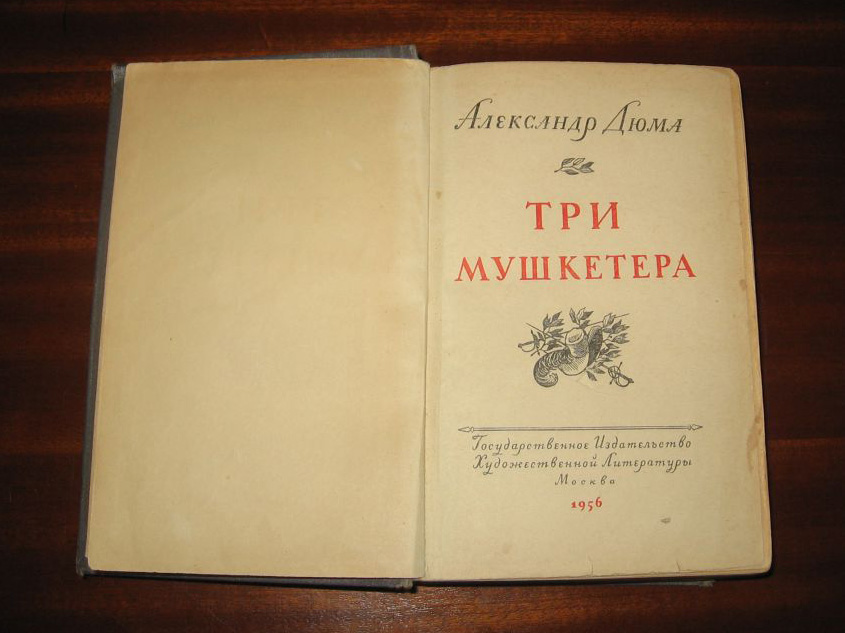 Александр Дюма
ТРИ
МУШКЕТЕРА
Государственное Издательство
Художественной Литературы
Москва
1956